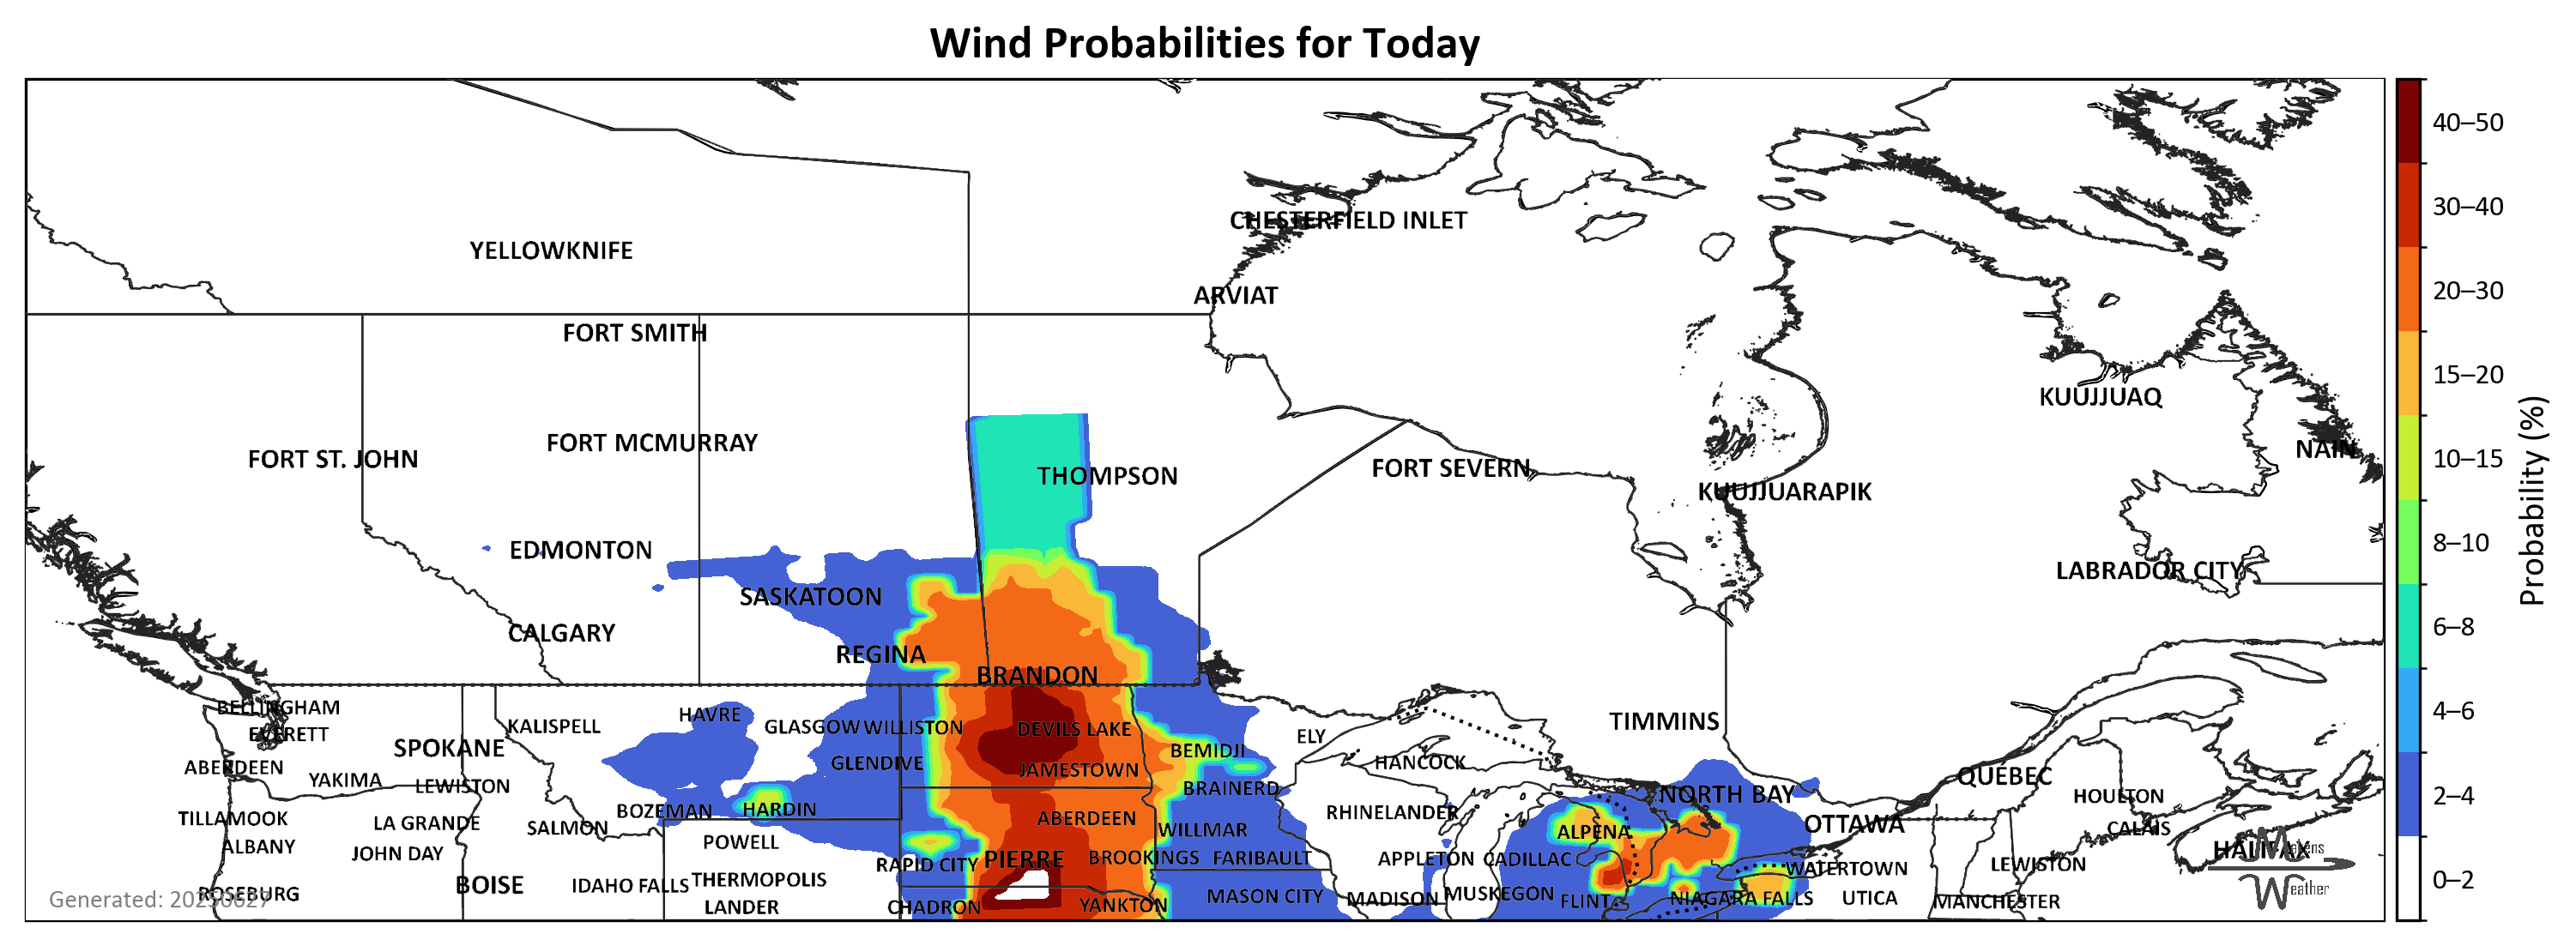 Wind Probabilities for Today
CHESTERFIELD INLET
YELLOWKNIFE
ARVIAT
FORT SMITH
KUUJJUAQ
FORT MCMURRAY
NAIN
FORT ST. JOHN
THOMPSON
FORT SEVERN
KUUJJUARAPIK
EDMONTON
LABRADOR CITY
SASKATOON
CALGARY
REGINA
BRANDON
BELLINGHAM
HAVRE
KALISPELL
GLASGOW
WILLISTON
DEVILS LAKE
TIMMINS
EVERETT
SPOKANE
BEMIDJI
ELY
ABERDEEN
GLENDIVE
JAMESTOWN
HANCOCK
QUÉBEC
YAKIMA
LEWISTON
BRAINERD
NORTH BAY
HOULTON
TILLAMOOK
LA GRANDE
SALMON
BOZEMAN
HARDIN
ABERDEEN
WILLMAR
RHINELANDER
ALPENA
OTTAWA
CALAIS
ALBANY
JOHN DAY
POWELL
RAPID CITY
PIERRE
BROOKINGS
FARIBAULT
APPLETON
CADILLAC
WATERTOWN
LEWISTON
HALIFAX
ROSEBURG
BOISE
IDAHO FALLS
THERMOPOLIS
LANDER
CHADRON
YANKTON
MASON CITY
MADISON
MUSKEGON
FLINT
NIAGARA FALLS
UTICA
MANCHESTER
eather
Generated: 20250627
40–50
30–40
20–30
15–20
10–15
8–10
6–8
4–6
2–4
0–2
Probability (%)